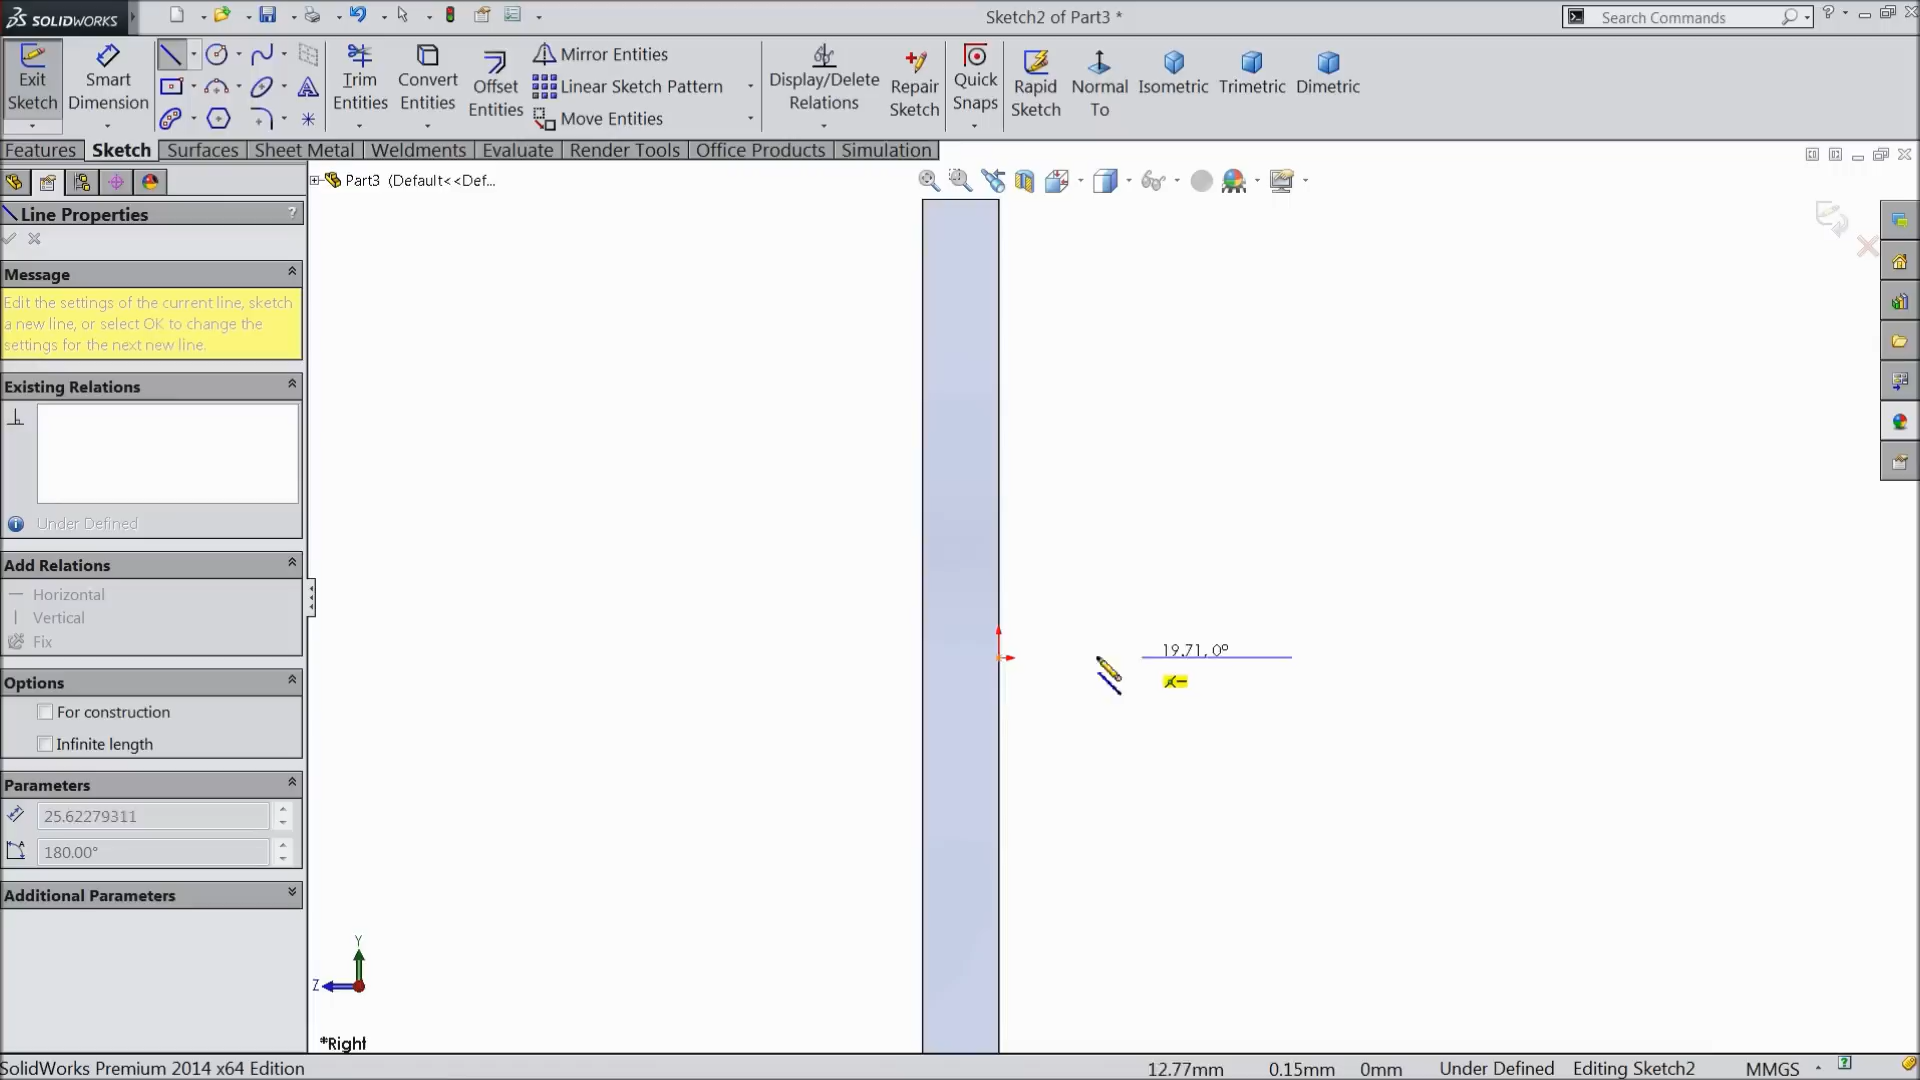 SOLIDWORKS
Sketch2 of Part3 *
Search Commands
?
Exit
Sketch
Smart
Dimension
Trim
Entities
Convert
Entities
Offset
Entities
Mirror Entities
Linear Sketch Pattern
Move Entities
Display/Delete
Relations
Repair
Sketch
Quick
Snaps
Rapid
Sketch
Normal
To
Isometric
Trimetric
Dimetric
Features
Sketch
Surfaces
Sheet Metal
Weldments
Evaluate
Render Tools
Office Products
Simulation
Part3 (Default<<Def...
Line Properties
?
Message
Edit the settings of the current line, sketch
a new line, or select OK to change the
settings for the next new line.
Existing Relations
Under Defined
Add Relations
Horizontal
Vertical
Fix
Options
For construction
Infinite length
Parameters
25.62279311
180.00°
Additional Parameters
19.71, 0°
Y
Z
*Right
SolidWorks Premium 2014 x64 Edition
12.77mm
0.15mm
0mm
Under Defined
Editing Sketch2
MMGS
?